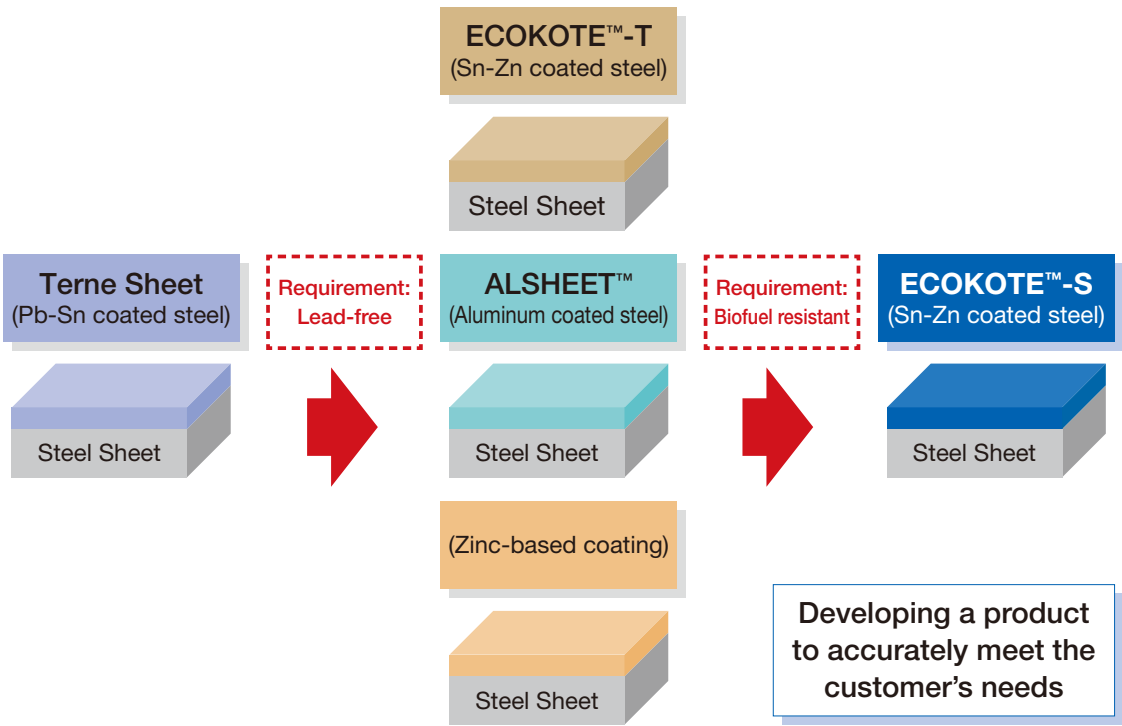 ECOKOTE™-T
(Sn-Zn coated steel)
Steel Sheet
Terne Sheet
(Pb-Sn coated steel)
Steel Sheet
Requirement:
Lead-free
ALSHEET™
(Aluminum coated steel)
Steel Sheet
Requirement:
Biofuel resistant
ECOKOTE™-S
(Sn-Zn coated steel)
Steel Sheet
(Zinc-based coating)
Steel Sheet
Developing a product
to accurately meet the
customer's needs